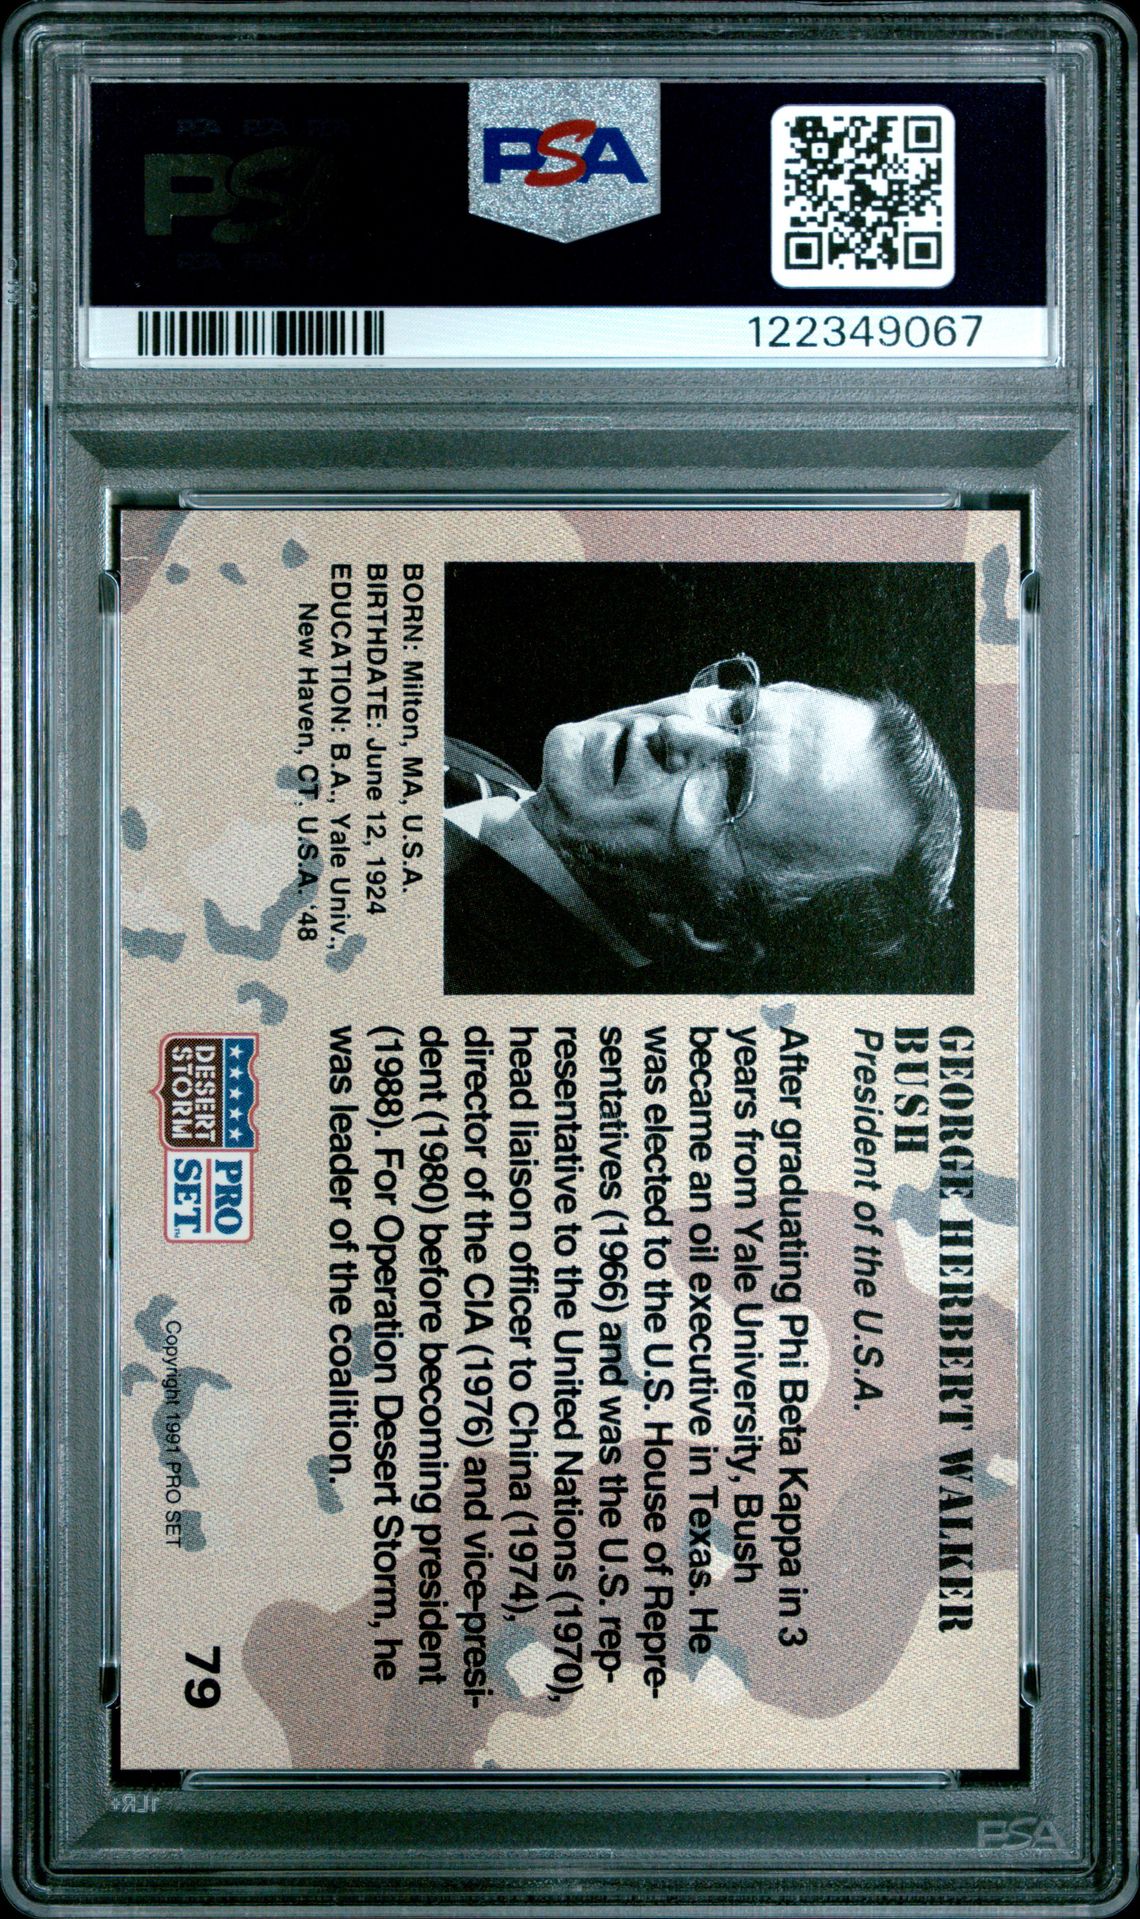 PSA
PSA
122349067
GEORGE HERBERT WALKER
BUSH
President of the U.S.A.
After graduating Phi Beta Kappa in 3
years from Yale University, Bush
became an oil executive in Texas. He
was elected to the U.S. House of Repre-
sentatives (1966) and was the U.S. rep-
resentative to the United Nations (1970),
head liaison officer to China (1974),
director of the CIA (1976) and vice-presi-
dent (1980) before becoming president
(1988). For Operation Desert Storm, he
was leader of the coalition.
BORN: Milton, MA, U.S.A.
BIRTHDATE: June 12, 1924
EDUCATION: B.A., Yale Univ.,
New Haven, CT. U.S.A. '48
DESERT
STORM
PRO
SET™
Copyright 1991 PRO SET
79
1LR+
PSA